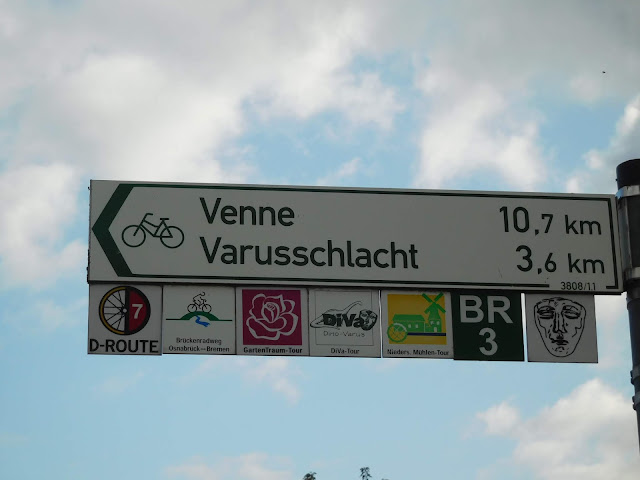 Venne 10,7 km
Varusschlacht 3,6 km
3808/11
7
D-ROUTE
Brückenradweg
Osnabrück–Bremen
GartenTraum-Tour
DiVa
Dino-Varus
DiVa-Tour
Nieders. Mühlen-Tour
BR
3